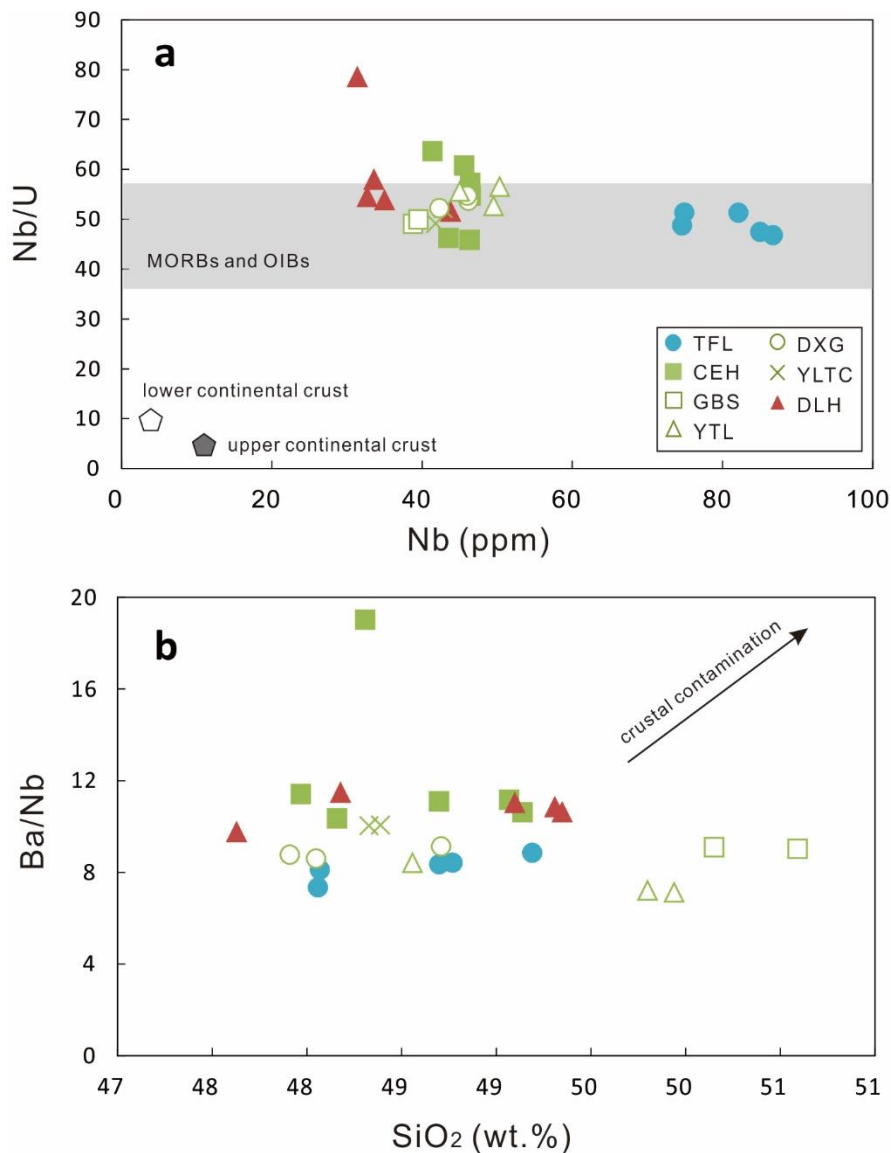 a
90
80
70
60
50
40
30
20
10
0
Nb/U
MORBs and OIBs
lower continental crust
upper continental crust
TFL
DXG
CEH
YLTC
GBS
DLH
YTL
0
20
40
60
80
100
Nb (ppm)
b
20
16
12
8
4
0
Ba/Nb
crustal contamination
47
48
48
49
49
50
50
51
51
SiO2 (wt.%)